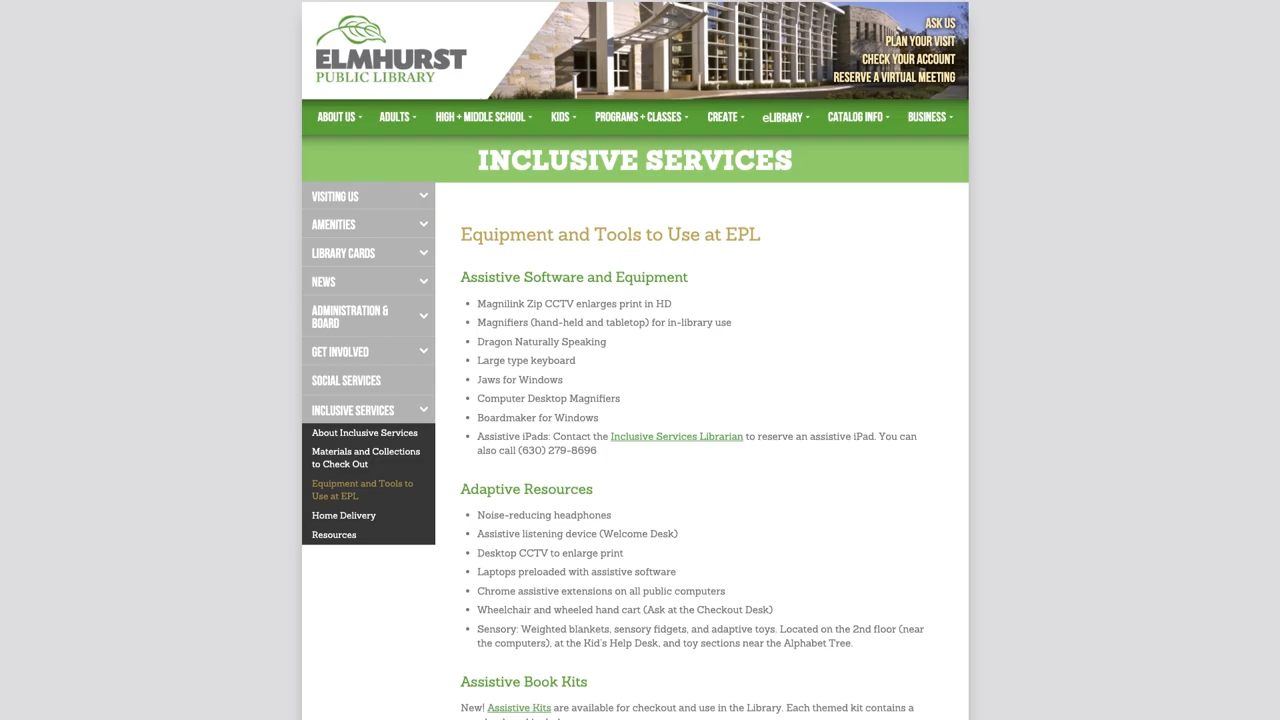 ELMHURST
PUBLIC LIBRARY
ASK US
PLAN YOUR VISIT
CHECK YOUR ACCOUNT
RESERVE A VIRTUAL MEETING
ABOUT US ADULTS HIGH + MIDDLE SCHOOL KIDS PROGRAMS + CLASSES CREATE eLIBRARY CATALOG INFO BUSINESS
INCLUSIVE SERVICES
VISITING US
AMENITIES
LIBRARY CARDS
NEWS
ADMINISTRATION &
BOARD
GET INVOLVED
SOCIAL SERVICES
INCLUSIVE SERVICES
About Inclusive Services
Materials and Collections
to Check Out
Equipment and Tools to
Use at EPL
Home Delivery
Resources
Equipment and Tools to Use at EPL
Assistive Software and Equipment
• Magnilink Zip CCTV enlarges print in HD
• Magnifiers (hand-held and tabletop) for in-library use
• Dragon Naturally Speaking
• Large type keyboard
• Jaws for Windows
• Computer Desktop Magnifiers
• Boardmaker for Windows
• Assistive iPads: Contact the Inclusive Services Librarian to reserve an assistive iPad. You can
also call (630) 279-8696
Adaptive Resources
• Noise-reducing headphones
• Assistive listening device (Welcome Desk)
• Desktop CCTV to enlarge print
• Laptops preloaded with assistive software
• Chrome assistive extensions on all public computers
• Wheelchair and wheeled hand cart (Ask at the Checkout Desk)
• Sensory: Weighted blankets, sensory fidgets, and adaptive toys. Located on the 2nd floor (near
the computers), at the Kid's Help Desk, and toy sections near the Alphabet Tree.
Assistive Book Kits
New! Assistive Kits are available for checkout and use in the Library. Each themed kit contains a